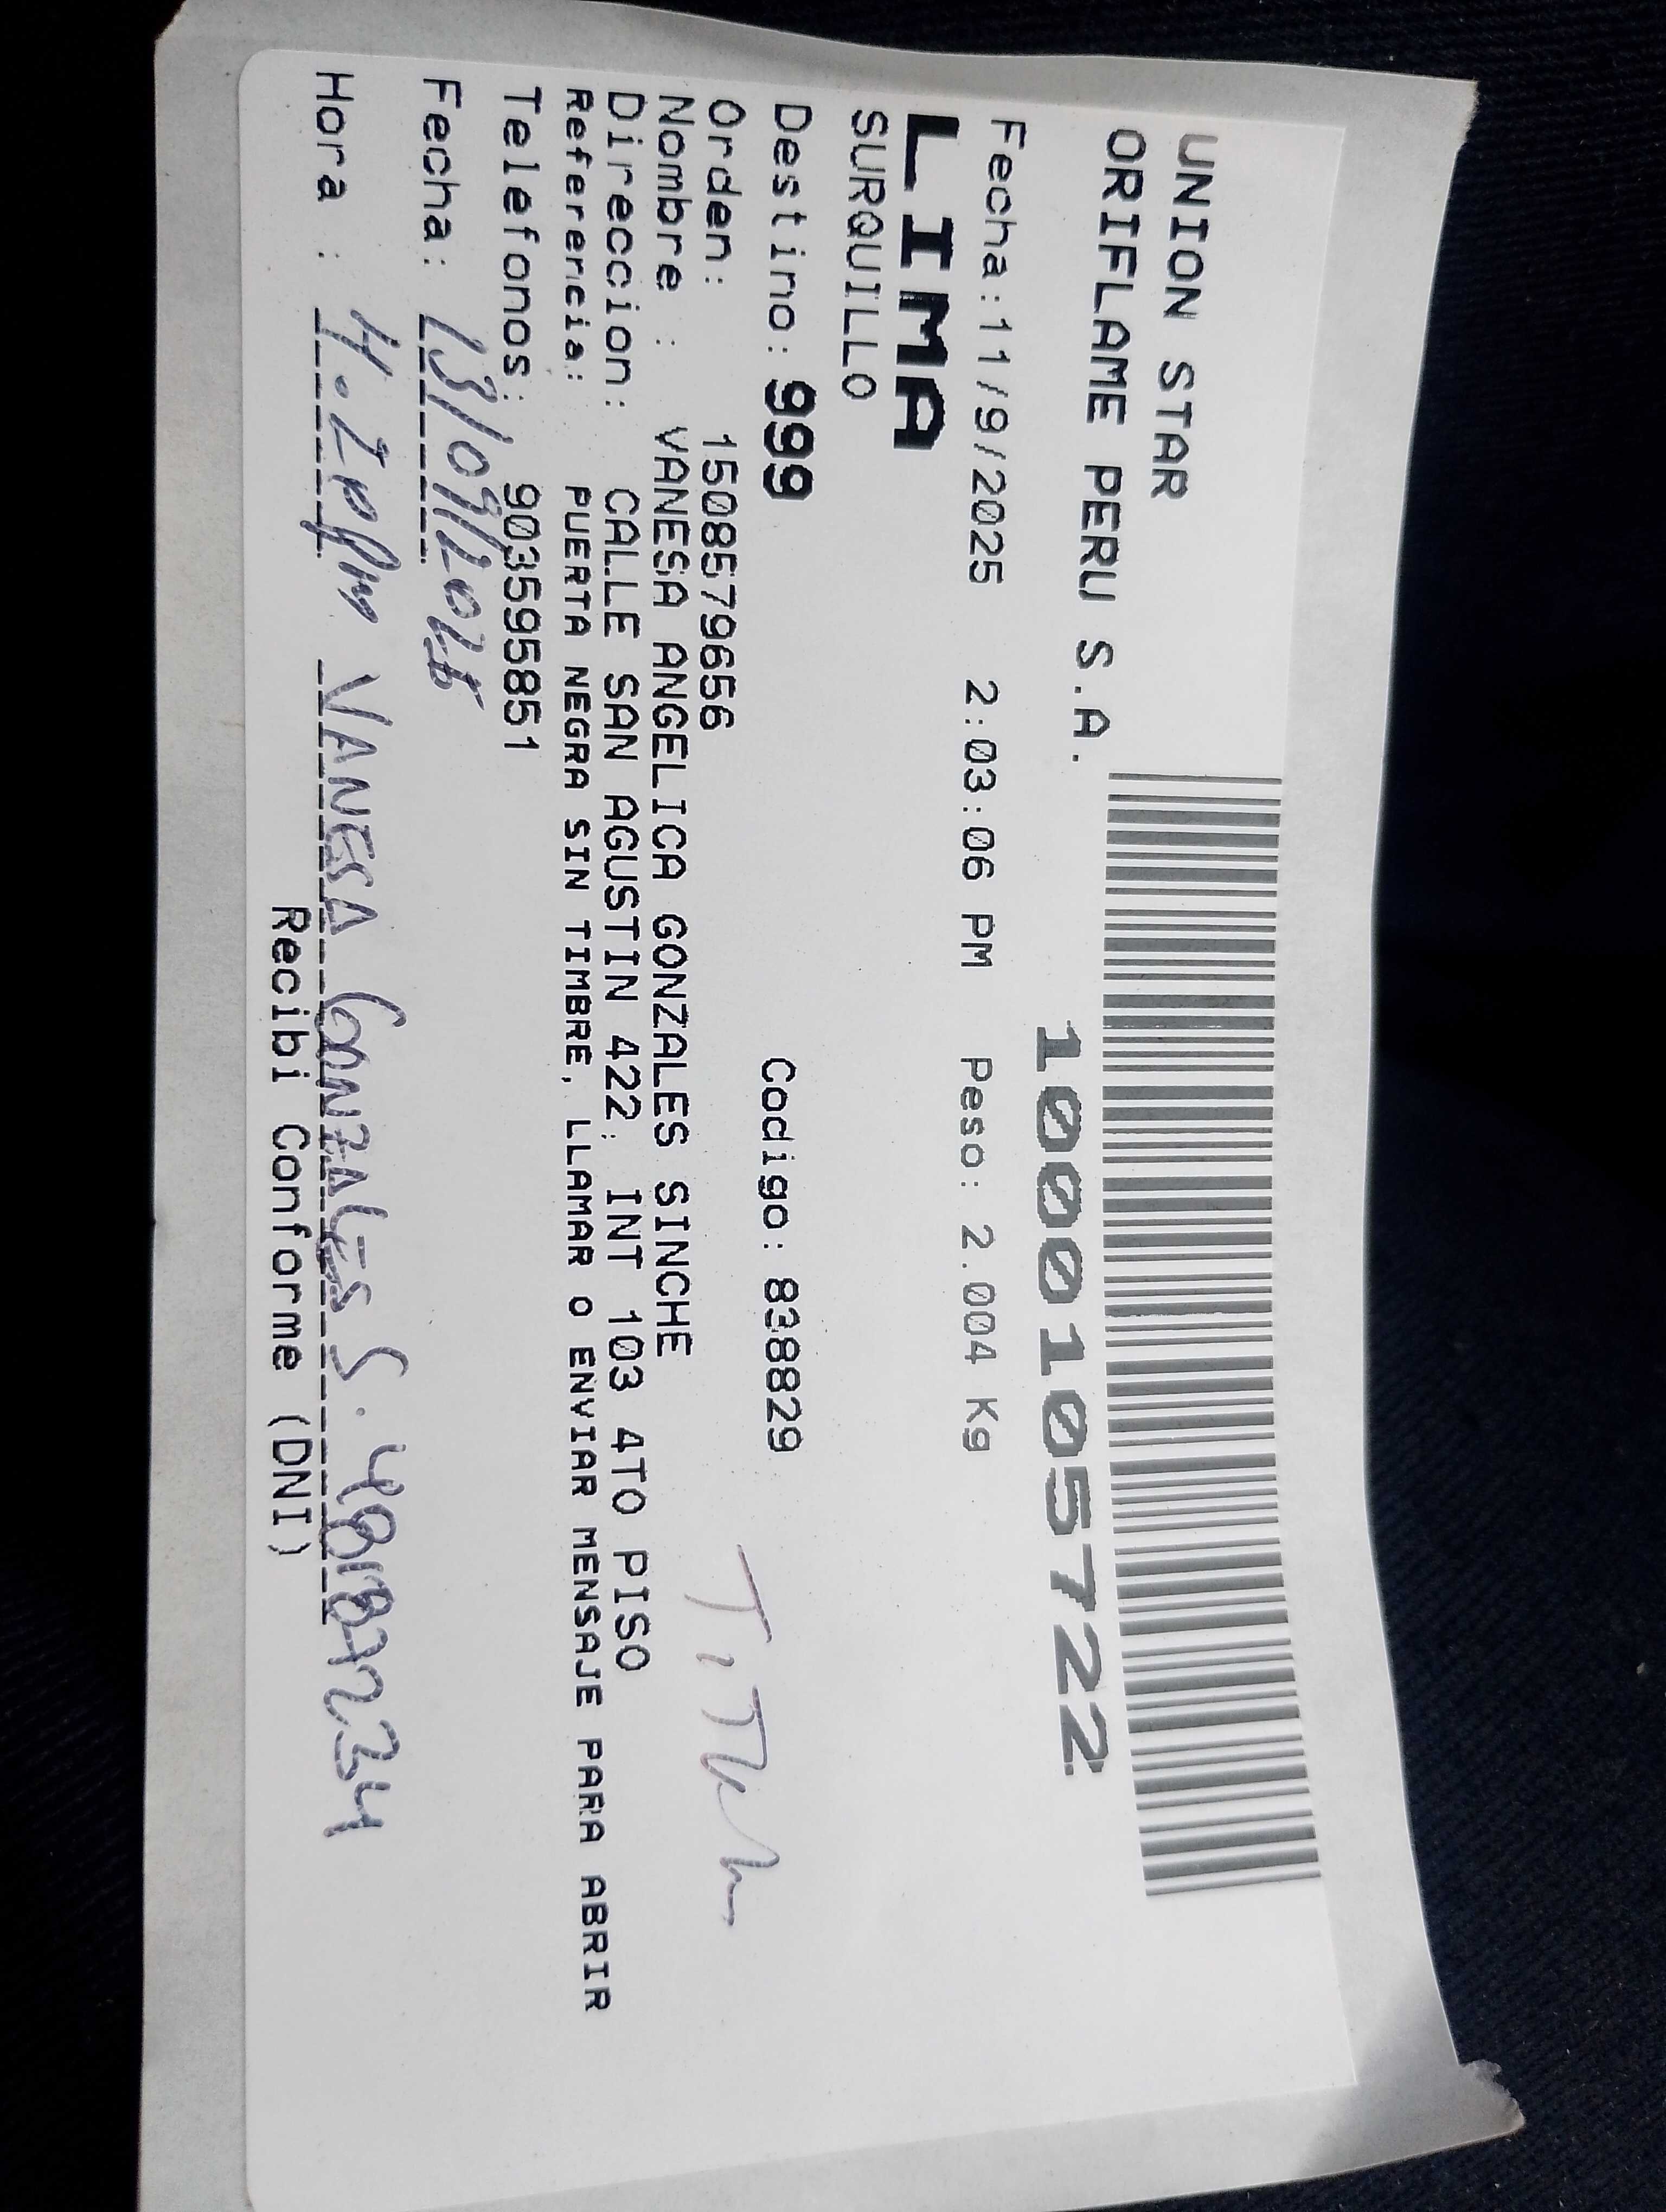 UNION STAR
ORIFLAME PERU S.A.
1000105722
Fecha:11/9/2025 2:03:06 PM Peso: 2.004 Kg
LIMA
SURQUILLO
Destino: 999 Codigo: 838829
Orden: 1508579656
Nombre : VANESA ANGELICA GONZALES SINCHE
Direccion: CALLE SAN AGUSTIN 422; INT 103 4TO PISO
Referencia: PUERTA NEGRA SIN TIMBRE, LLAMAR O ENVIAR MENSAJE PARA ABRIR
Telefonos: 903595851
Fecha: 13/09/2025
Hora : VANESA GONZALES S.
Recibi Conforme (DNI)